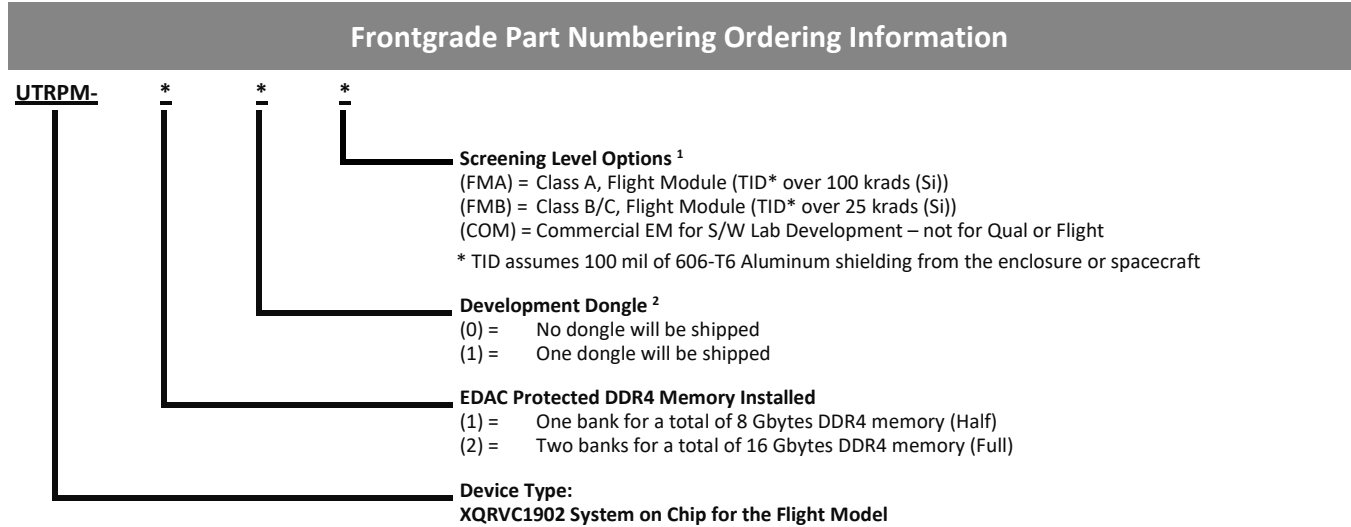 Frontgrade Part Numbering Ordering Information
UTRPM- * * *
Screening Level Options 1
(FMA) = Class A, Flight Module (TID* over 100 krads (Si))
(FMB) = Class B/C, Flight Module (TID* over 25 krads (Si))
(COM) = Commercial EM for S/W Lab Development – not for Qual or Flight
* TID assumes 100 mil of 606-T6 Aluminum shielding from the enclosure or spacecraft
Development Dongle 2
(0) = No dongle will be shipped
(1) = One dongle will be shipped
EDAC Protected DDR4 Memory Installed
(1) = One bank for a total of 8 Gbytes DDR4 memory (Half)
(2) = Two banks for a total of 16 Gbytes DDR4 memory (Full)
Device Type:
XQRVC1902 System on Chip for the Flight Model